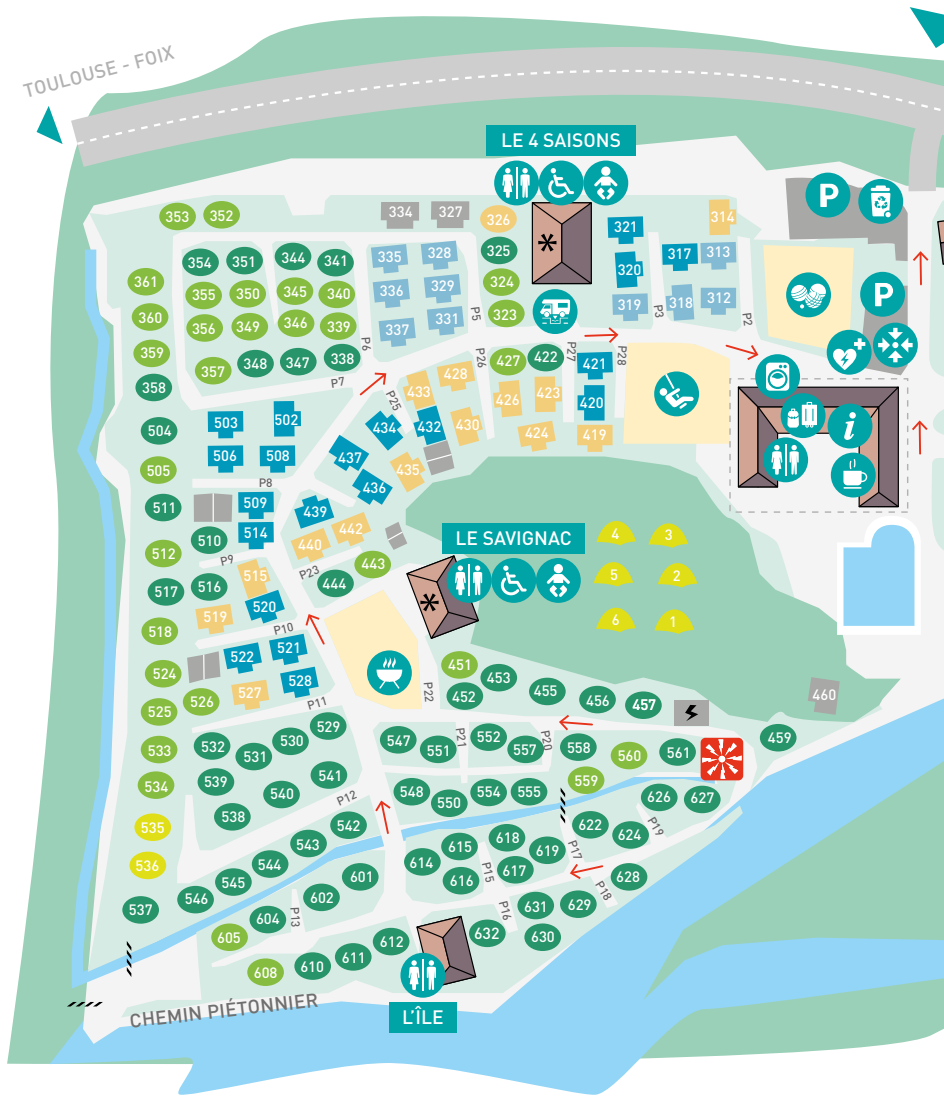 TOULOUSE - FOIX
LE 4 SAISONS
P
353 352 334 327 326 314
354 351 344 341 335 328 325 321 317 313
361 355 350 345 340 336 329 324 320 318 312 P
360 356 349 346 339 337 331 323 319
P6 P5 P3 P2
359 357 348 347 338 P26 427 422 P27 421 P28
358 P7 P25 433 428 426 423 420
504 503 502 434 432 430 424 419 i
505 506 508 437 435
P8 436
511 509 439
512 510 514 440 442
LE SAVIGNAC
4 3
P9 P23 443
517 516 515 444 5 2
518 519 520 6 1
P10
524 522 521 451 453
525 526 527 528 452 455 456 457 460
P11 P22
533 532 531 530 529 547 551 P21 552 557 P20 558 560 561 459
534 539 540 541 548 550 554 555 559 626 627
535 538 P12 542 622 624 P19
536 544 543 614 615 618 619 P17
537 546 545 601 616 P15 617 628
605 604 P13 602 P16 631 629 P18
608 610 611 612 632 630
CHEMIN PIÉTONNIER
L'ÎLE